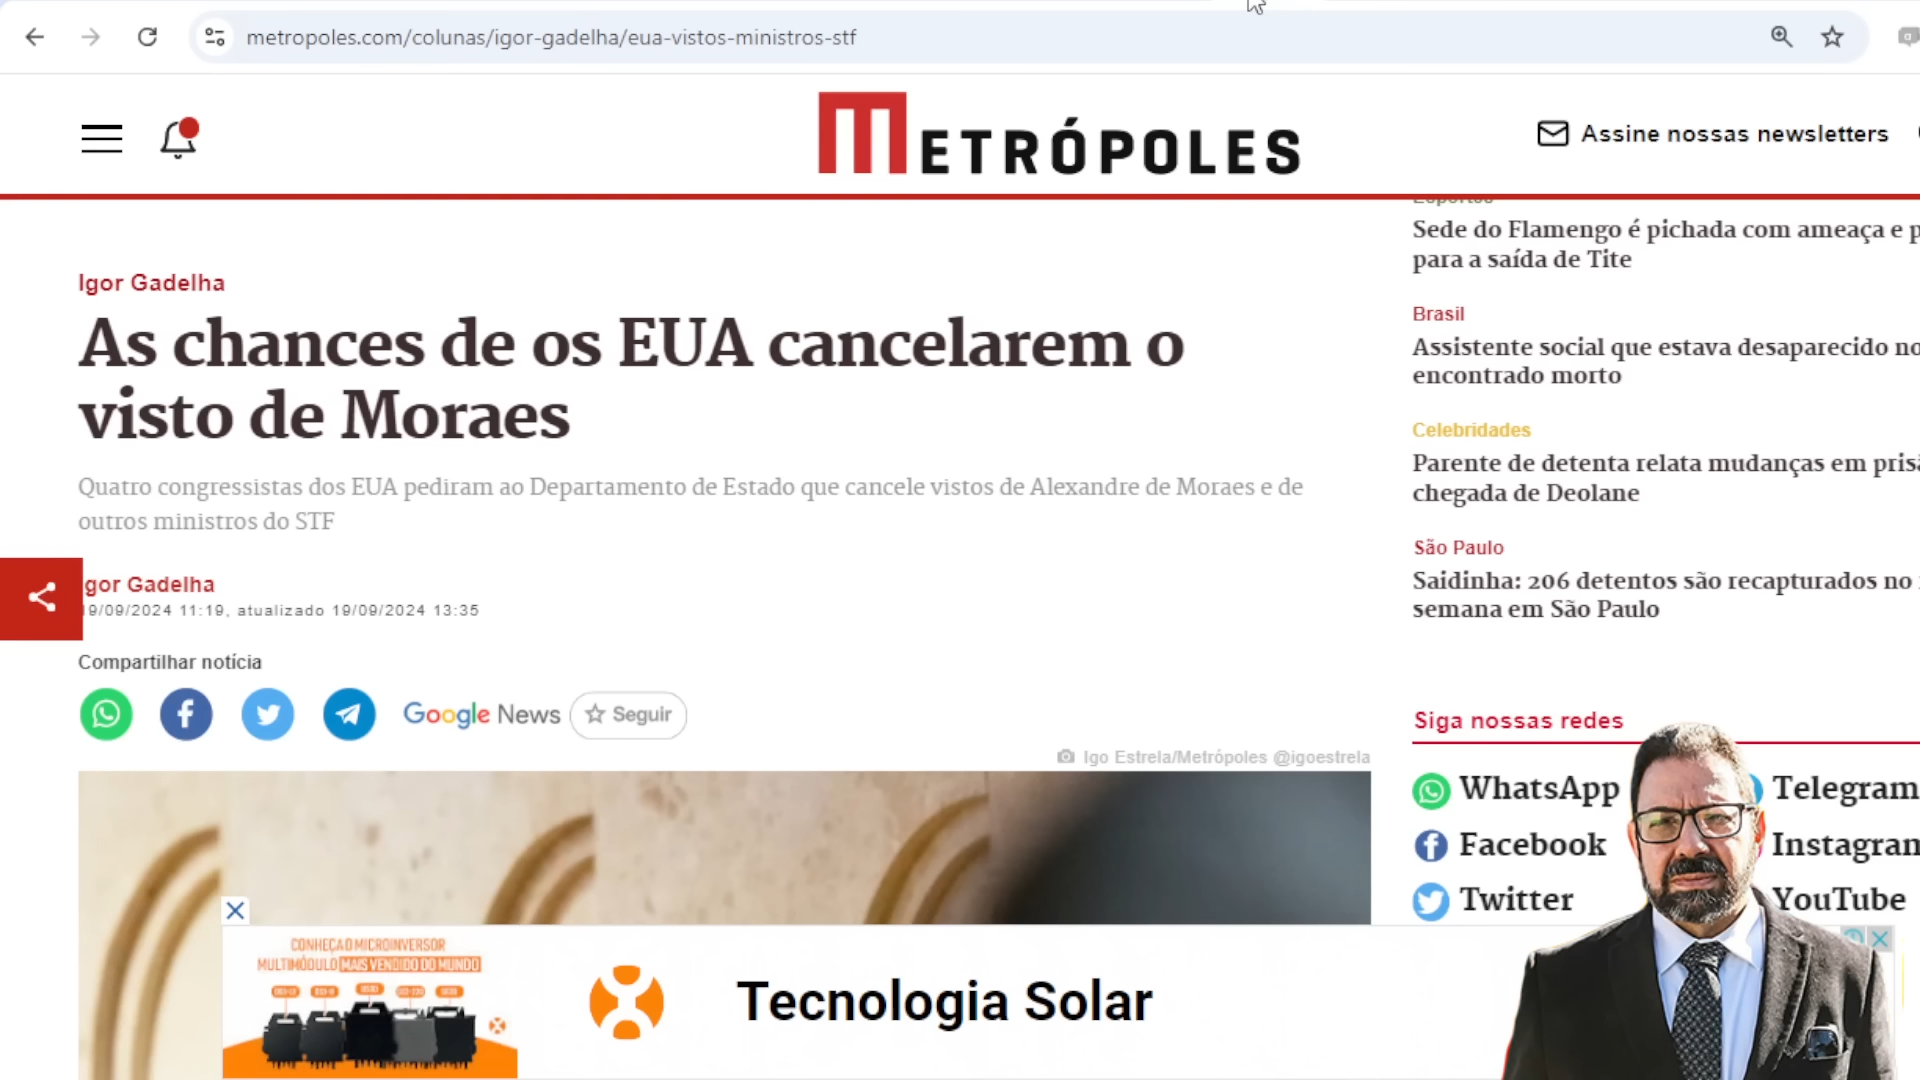 metropoles.com/colunas/igor-gadelha/eua-vistos-ministros-stf
METRÓPOLES
Assine nossas newsletters
Igor Gadelha
As chances de os EUA cancelarem o
visto de Moraes
Quatro congressistas dos EUA pediram ao Departamento de Estado que cancele vistos de Alexandre de Moraes e de
outros ministros do STF
gor Gadelha
9/09/2024 11:19, atualizado 19/09/2024 13:35
Compartilhar notícia
Google News
Seguir
Igo Estrela/Metrópoles @igoestrela
Esportes
Sede do Flamengo é pichada com ameaça e p
para a saída de Tite
Brasil
Assistente social que estava desaparecido no
encontrado morto
Celebridades
Parente de detenta relata mudanças em pris
chegada de Deolane
São Paulo
Saidinha: 206 detentos são recapturados no
semana em São Paulo
Siga nossas redes
WhatsApp
Telegram
Facebook
Instagram
Twitter
YouTube
CONHEÇA O MICROINVERSOR
MULTIMÓDULO MAIS VENDIDO DO MUNDO
Tecnologia Solar